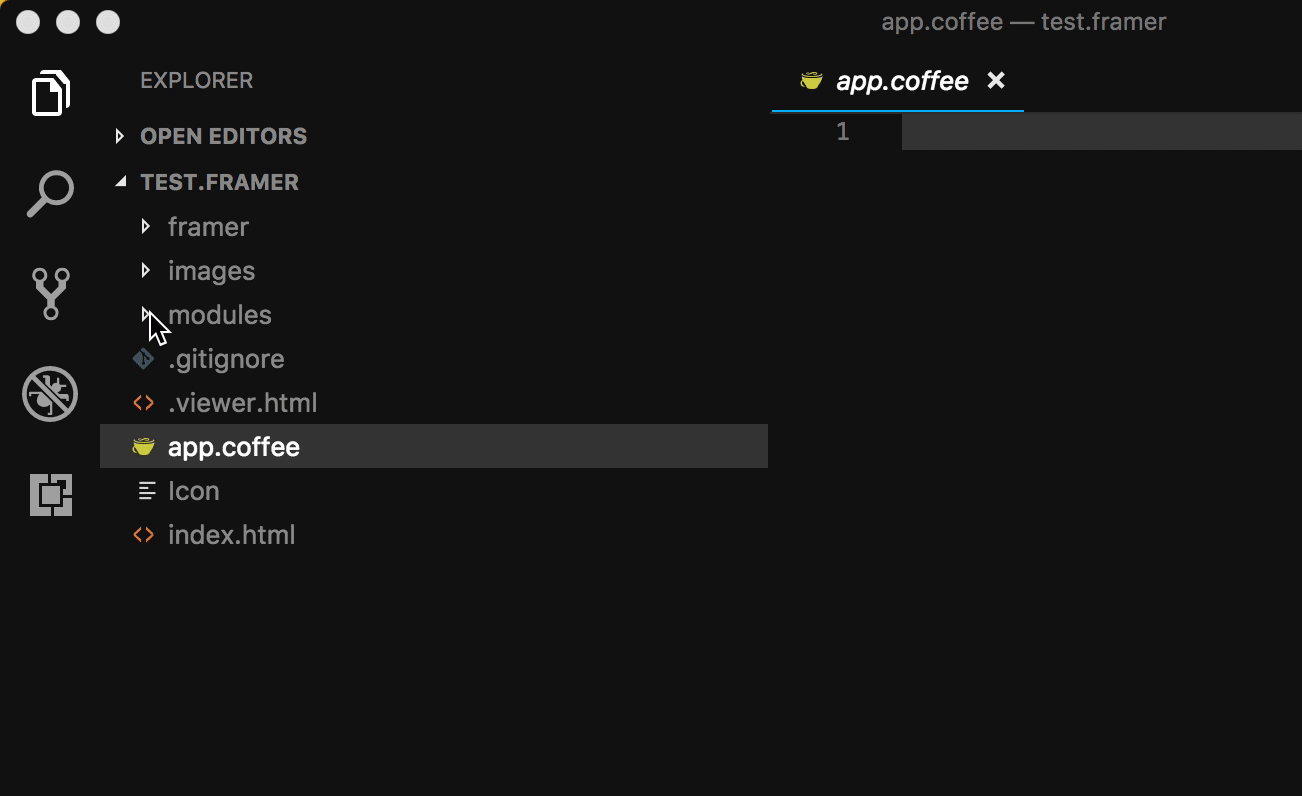 app.coffee — test.framer
EXPLORER
OPEN EDITORS
TEST.FRAMER
framer
images
modules
.gitignore
.viewer.html
app.coffee
Icon
index.html
app.coffee
1